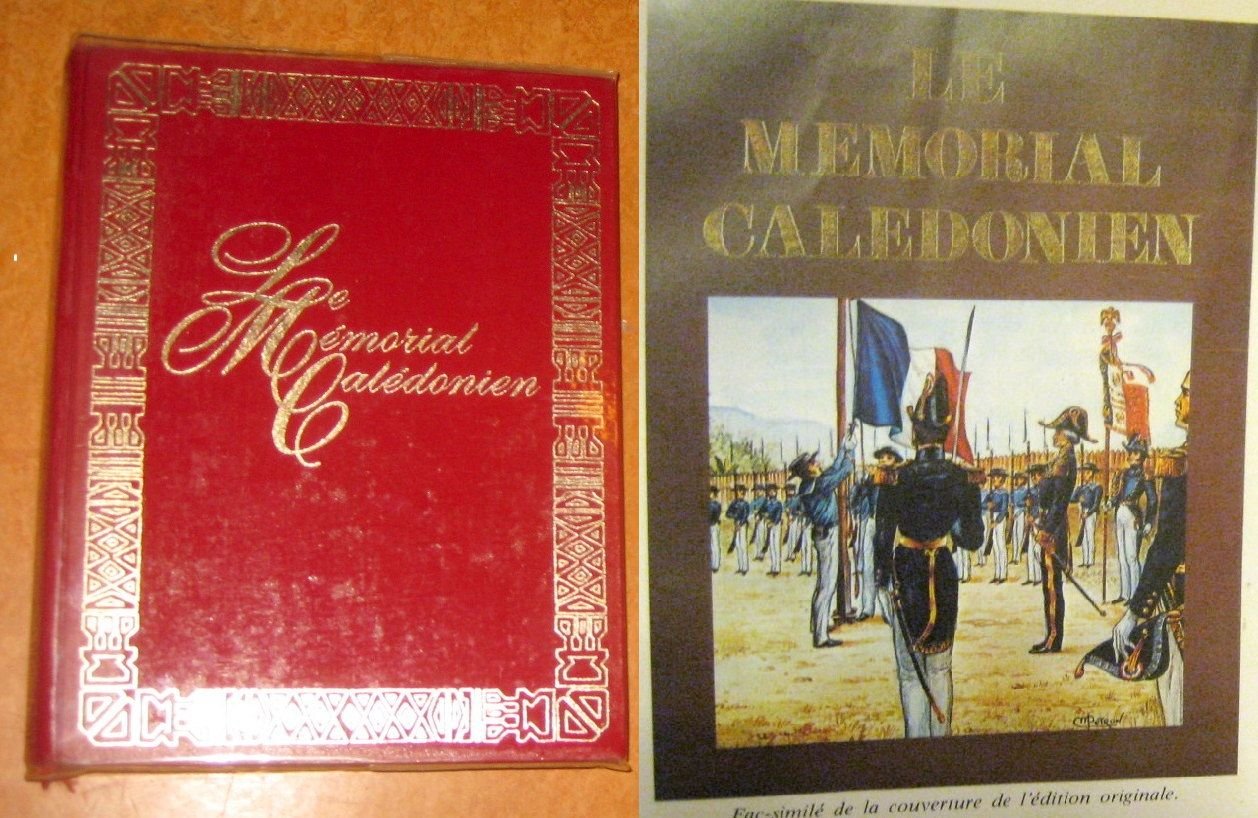 Le
Mémorial
Calédonien
LE
MEMORIAL
CALEDONIEN
Fac-similé de la couverture de l'édition originale.